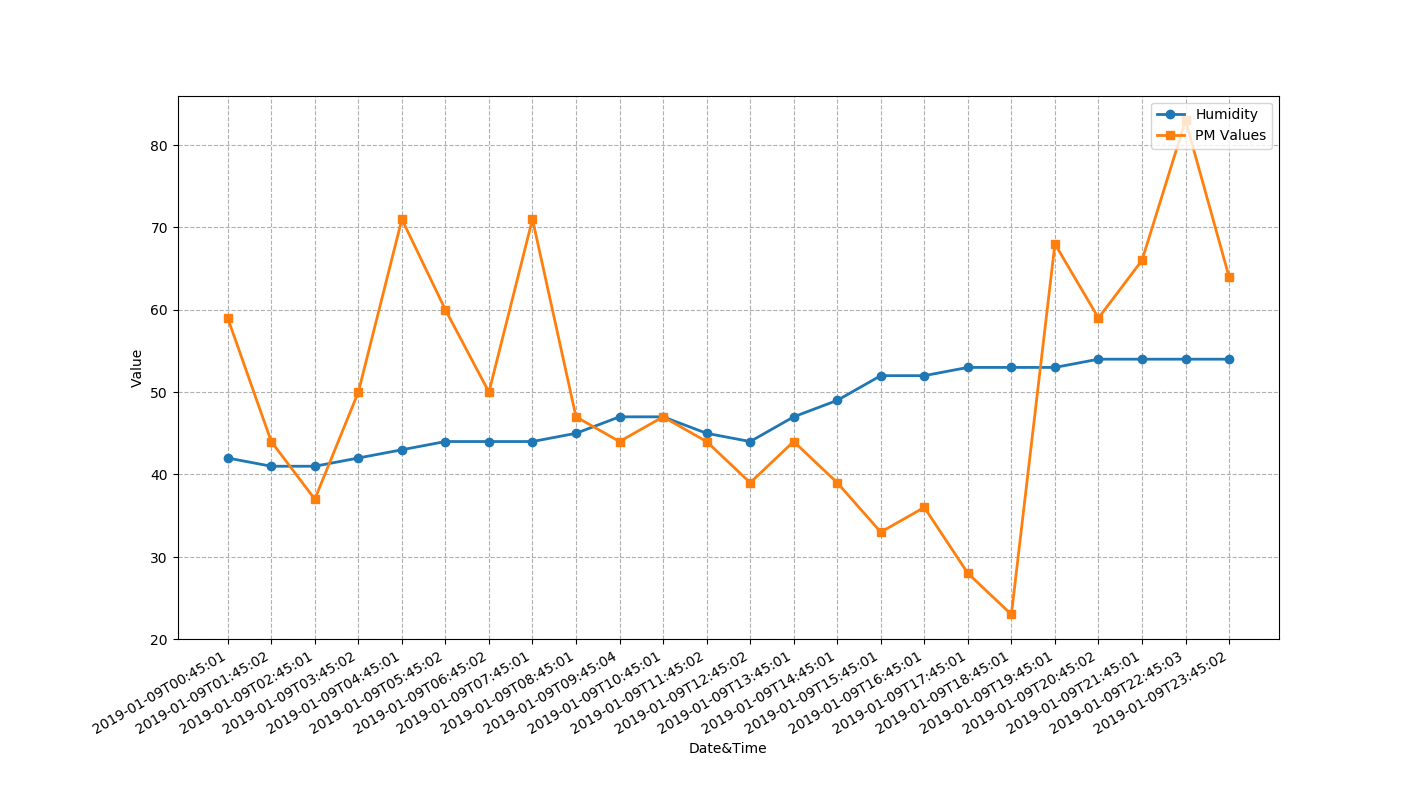 Humidity
PM Values
80
70
60
50
40
30
20
Value
2019-01-09T00:45:01
2019-01-09T01:45:02
2019-01-09T02:45:01
2019-01-09T03:45:02
2019-01-09T04:45:01
2019-01-09T05:45:02
2019-01-09T06:45:02
2019-01-09T07:45:01
2019-01-09T08:45:01
2019-01-09T09:45:04
2019-01-09T10:45:01
2019-01-09T11:45:02
2019-01-09T12:45:02
2019-01-09T13:45:01
2019-01-09T14:45:01
2019-01-09T15:45:01
2019-01-09T16:45:01
2019-01-09T17:45:01
2019-01-09T18:45:01
2019-01-09T19:45:01
2019-01-09T20:45:02
2019-01-09T21:45:01
2019-01-09T22:45:03
2019-01-09T23:45:02
Date&Time